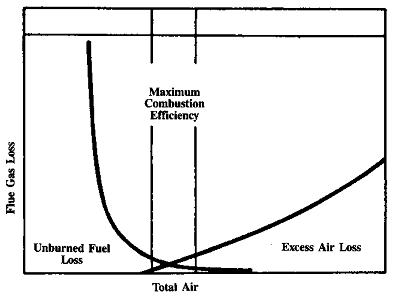 Maximum
Combustion
Efficiency
Flue Gas Loss
Unburned Fuel
Loss
Excess Air Loss
Total Air